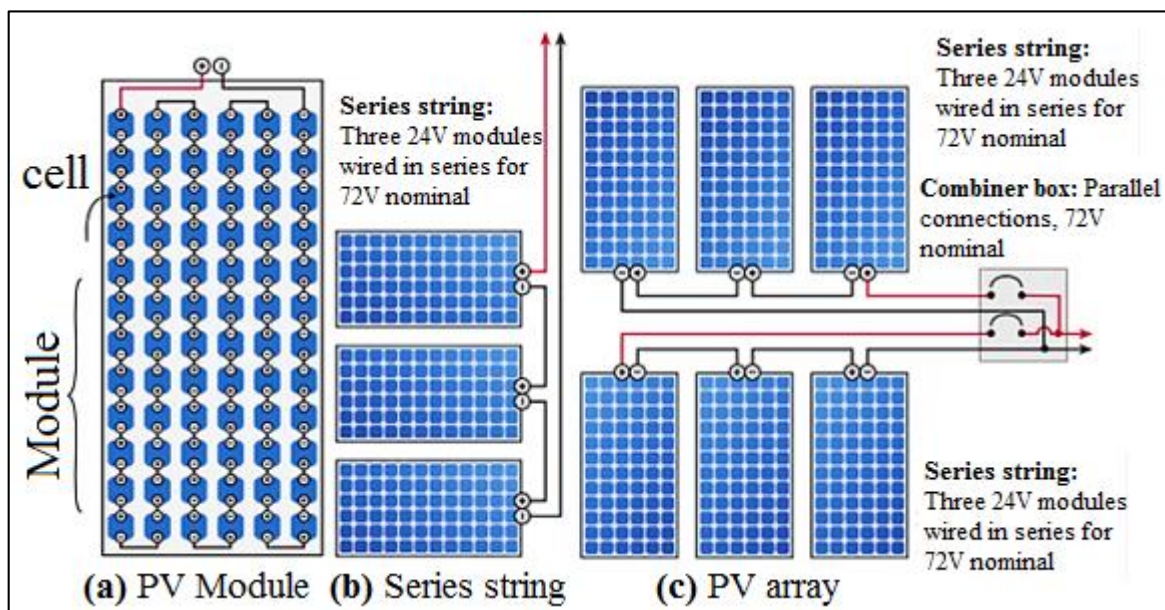 cell
Module
(a) PV Module
Series string:
Three 24V modules
wired in series for
72V nominal
(b) Series string
Series string:
Three 24V modules
wired in series for
72V nominal
Combiner box: Parallel
connections, 72V
nominal
Series string:
Three 24V modules
wired in series for
72V nominal
(c) PV array